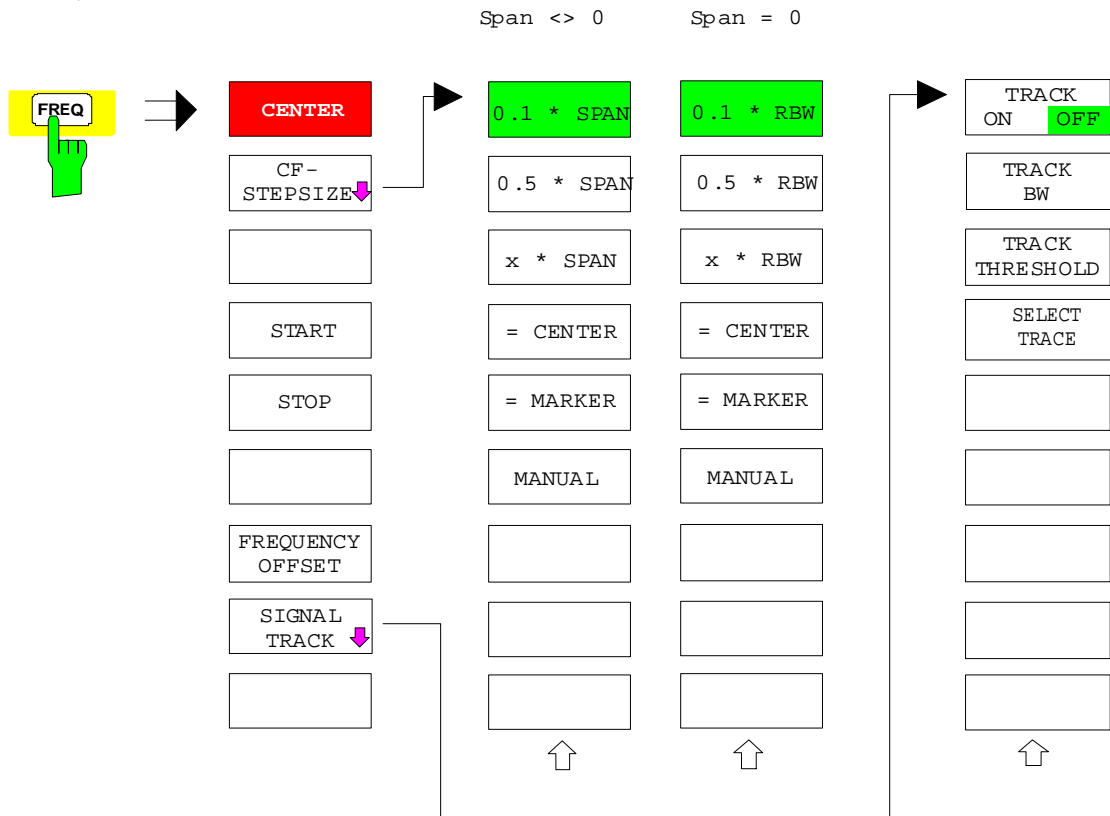 Span <> 0
Span = 0
FREQ
CENTER
CF-
STEPSIZE
START
STOP
FREQUENCY
OFFSET
SIGNAL
TRACK
0.1 * SPAN
0.5 * SPAN
x * SPAN
= CENTER
= MARKER
MANUAL
0.1 * RBW
0.5 * RBW
x * RBW
= CENTER
= MARKER
MANUAL
TRACK
ON OFF
TRACK
BW
TRACK
THRESHOLD
SELECT
TRACE